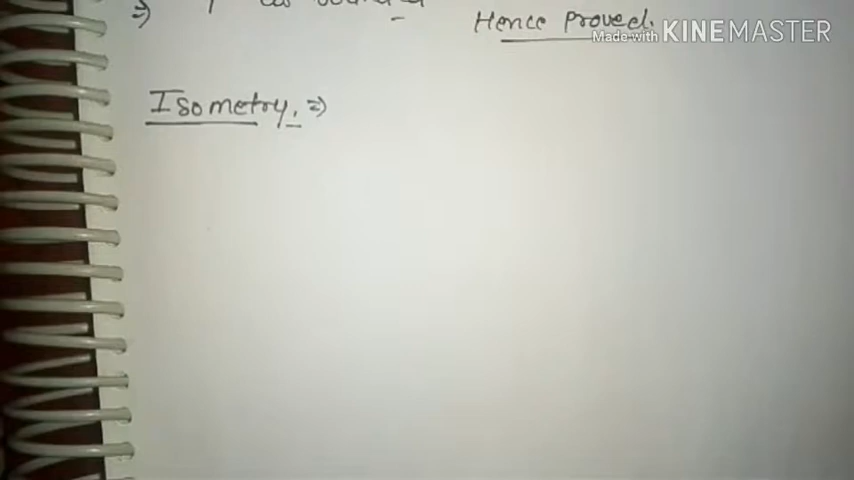 ⇒
Hence proved.
Made with KINEMASTER
Isometry. ⇒